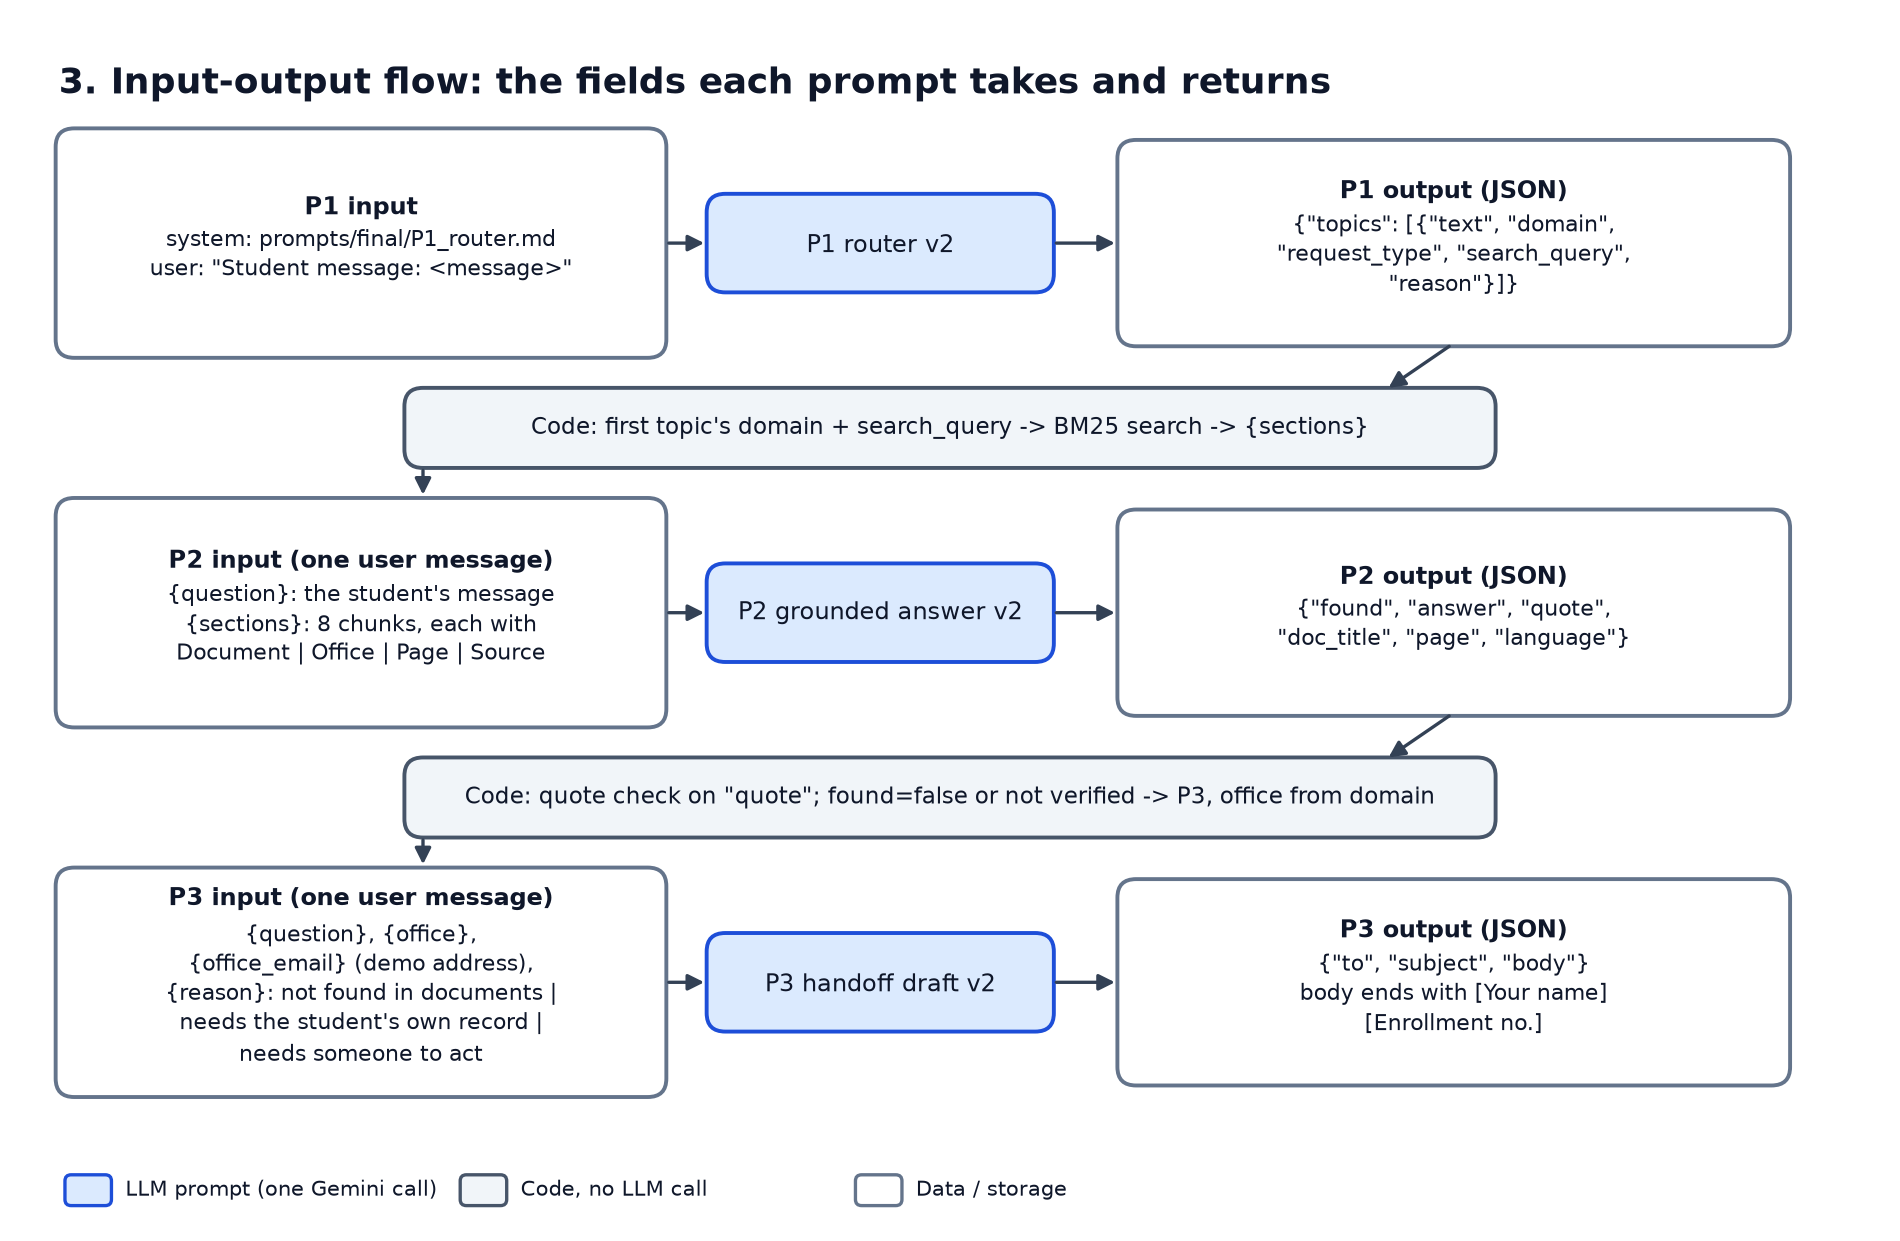 3. Input-output flow: the fields each prompt takes and returns
P1 input
system: prompts/final/P1_router.md
user: "Student message: <message>"
P1 router v2
P1 output (JSON)
{"topics": [{"text", "domain",
"request_type", "search_query",
"reason"}]}
Code: first topic's domain + search_query -> BM25 search -> {sections}
P2 input (one user message)
{question}: the student's message
{sections}: 8 chunks, each with
Document | Office | Page | Source
P2 grounded answer v2
P2 output (JSON)
{"found", "answer", "quote",
"doc_title", "page", "language"}
Code: quote check on "quote"; found=false or not verified -> P3, office from domain
P3 input (one user message)
{question}, {office},
{office_email} (demo address),
{reason}: not found in documents |
needs the student's own record |
needs someone to act
P3 handoff draft v2
P3 output (JSON)
{"to", "subject", "body"}
body ends with [Your name]
[Enrollment no.]
LLM prompt (one Gemini call)
Code, no LLM call
Data / storage